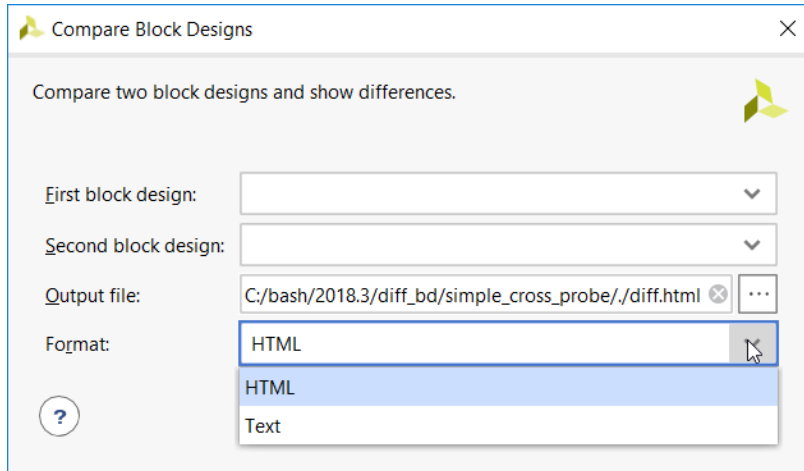 Compare Block Designs
Compare two block designs and show differences.
First block design:
Second block design:
Output file: C:/bash/2018.3/diff_bd/simple_cross_probe/./diff.html ...
Format: HTML
HTML
Text
?